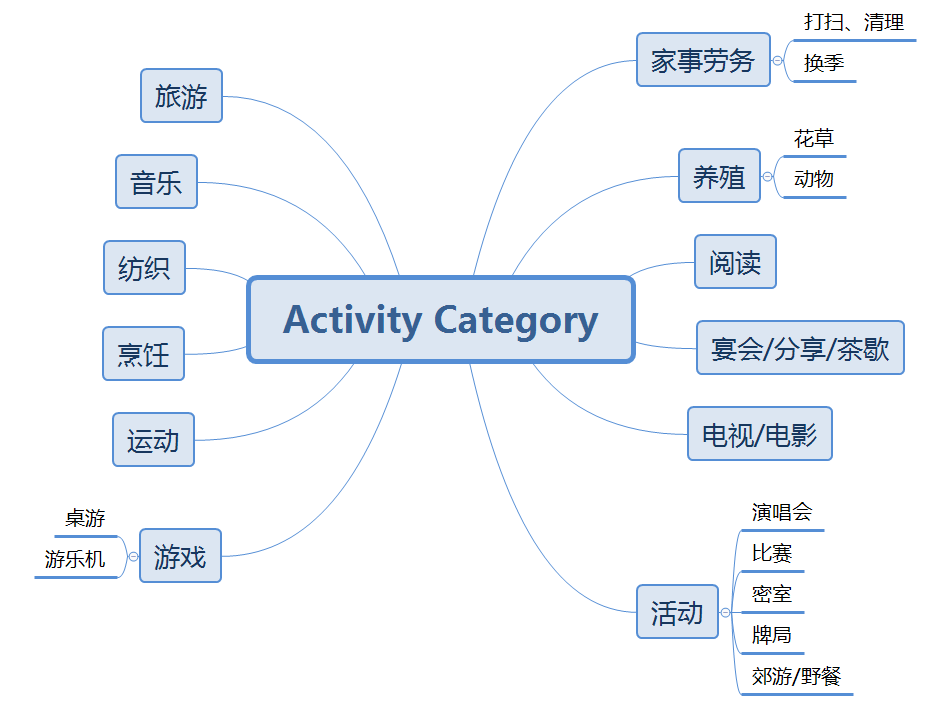 Activity Category
家事劳务
打扫、清理
换季
养殖
花草
动物
阅读
宴会/分享/茶歇
电视/电影
活动
演唱会
比赛
密室
牌局
郊游/野餐
旅游
音乐
纺织
烹饪
运动
游戏
桌游
游乐机